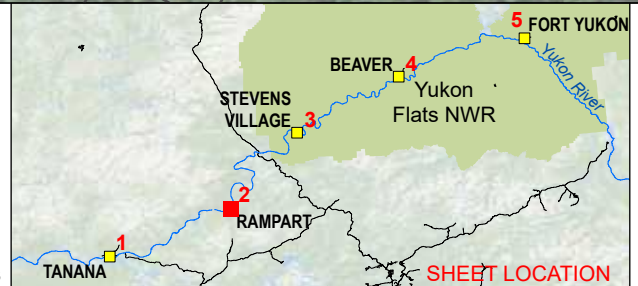 5 FORT YUKON
BEAVER 4
Yukon River
Yukon
Flats NWR
STEVENS
VILLAGE 3
2
RAMPART
1
TANANA
SHEET LOCATION